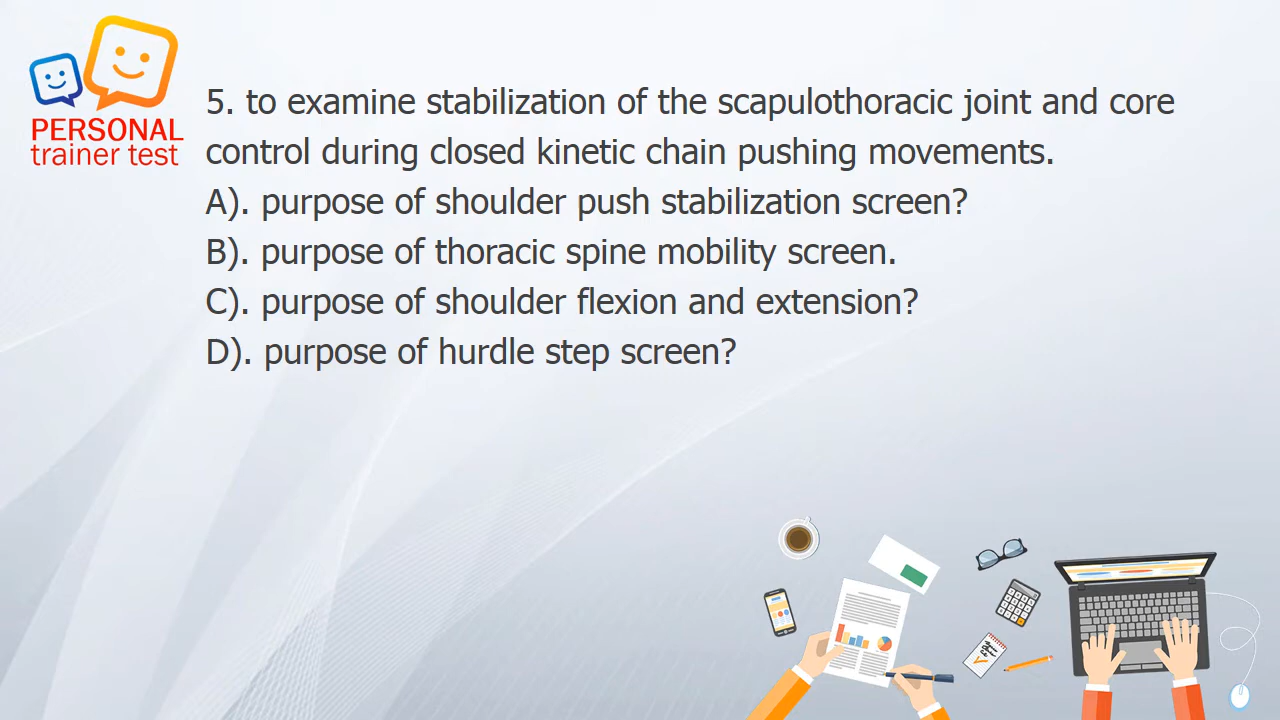 PERSONAL
trainer test
5. to examine stabilization of the scapulothoracic joint and core
control during closed kinetic chain pushing movements.
A). purpose of shoulder push stabilization screen?
B). purpose of thoracic spine mobility screen.
C). purpose of shoulder flexion and extension?
D). purpose of hurdle step screen?